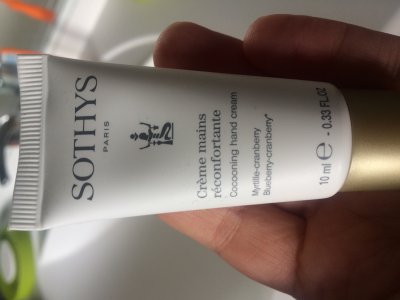 SOTHYS
PARIS
Crème mains
réconfortante
Cocooning hand cream
Myrtille-cranberry
Blueberry-cranberry*
10 ml ℮ - 0.33 FL.OZ